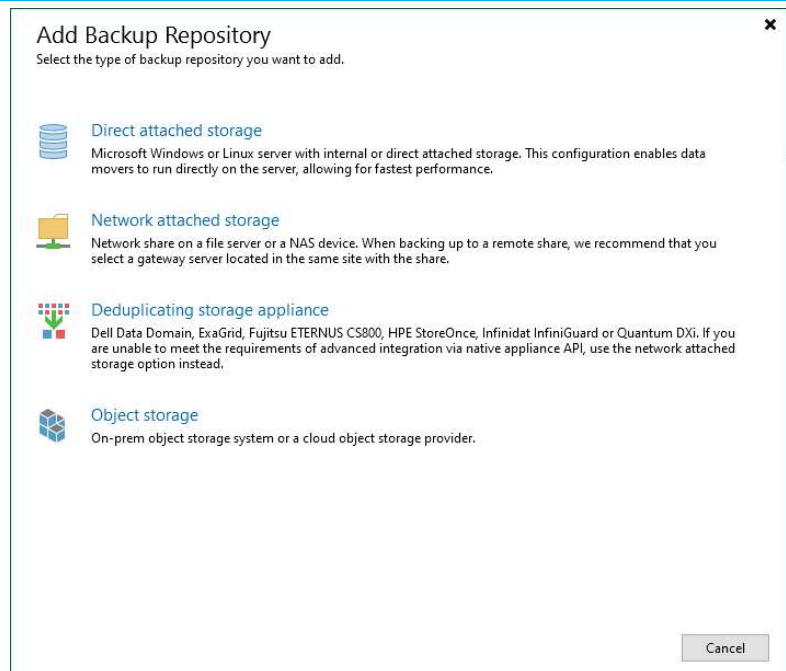 Add Backup Repository
Select the type of backup repository you want to add.
Direct attached storage
Microsoft Windows or Linux server with internal or direct attached storage. This configuration enables data
movers to run directly on the server, allowing for fastest performance.
Network attached storage
Network share on a file server or a NAS device. When backing up to a remote share, we recommend that you
select a gateway server located in the same site with the share.
Deduplicating storage appliance
Dell Data Domain, ExaGrid, Fujitsu ETERNUS CS800, HPE StoreOnce, Infinidat InfiniGuard or Quantum DXi. If you
are unable to meet the requirements of advanced integration via native appliance API, use the network attached
storage option instead.
Object storage
On-prem object storage system or a cloud object storage provider.
Cancel